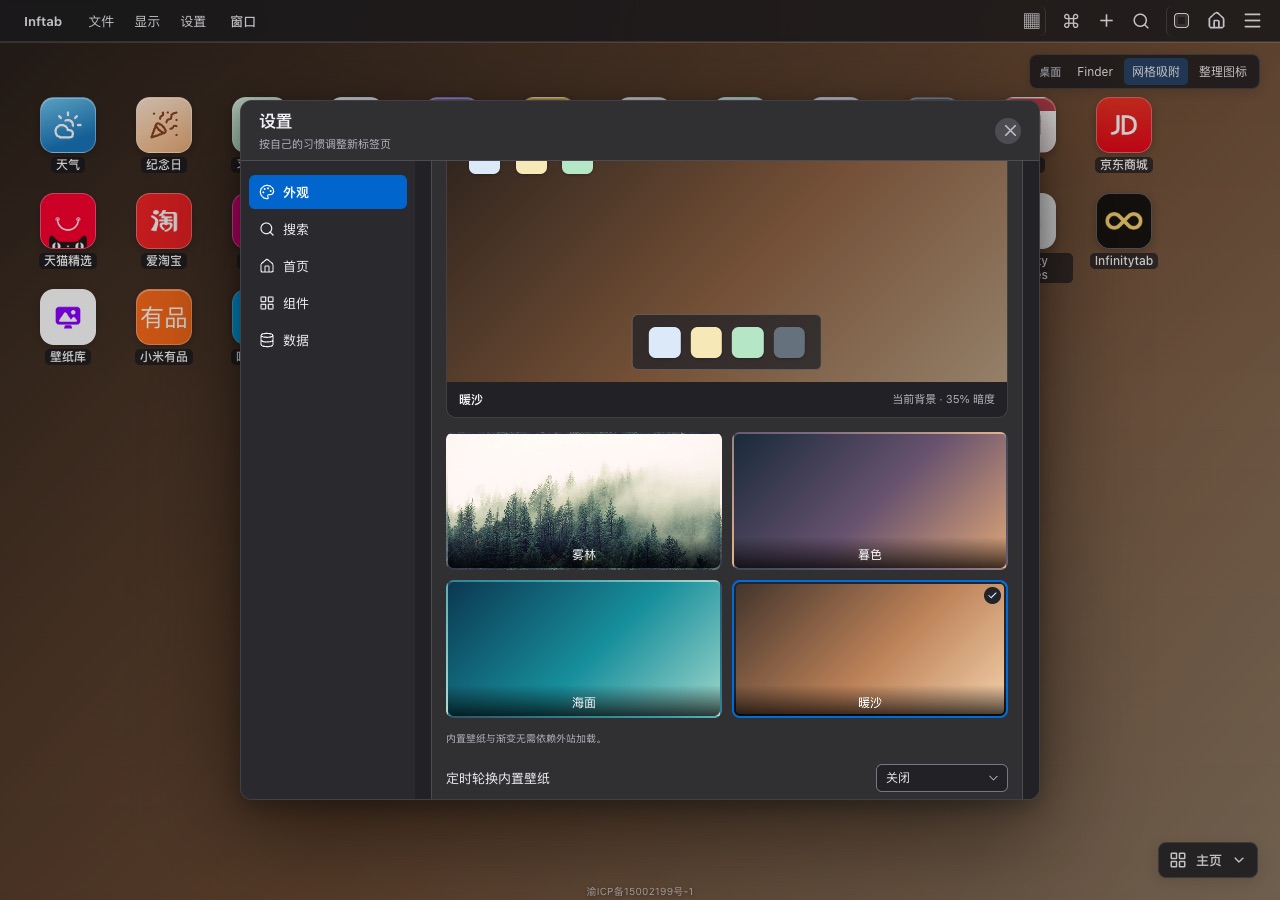 Inftab 文件 显示 设置 窗口
桌面 Finder 网格吸附 整理图标
设置
按自己的习惯调整新标签页
天气 纪念日
JD
京东商城
外观
搜索
首页
组件
数据
淘
天猫精选 爱淘宝
Infinitytab
有品
壁纸库 小米有品
暖沙 当前背景 · 35% 暗度
雾林 暮色
海面 暖沙
内置壁纸与渐变无需依赖外站加载。
定时轮换内置壁纸 关闭
主页
渝ICP备15002199号-1